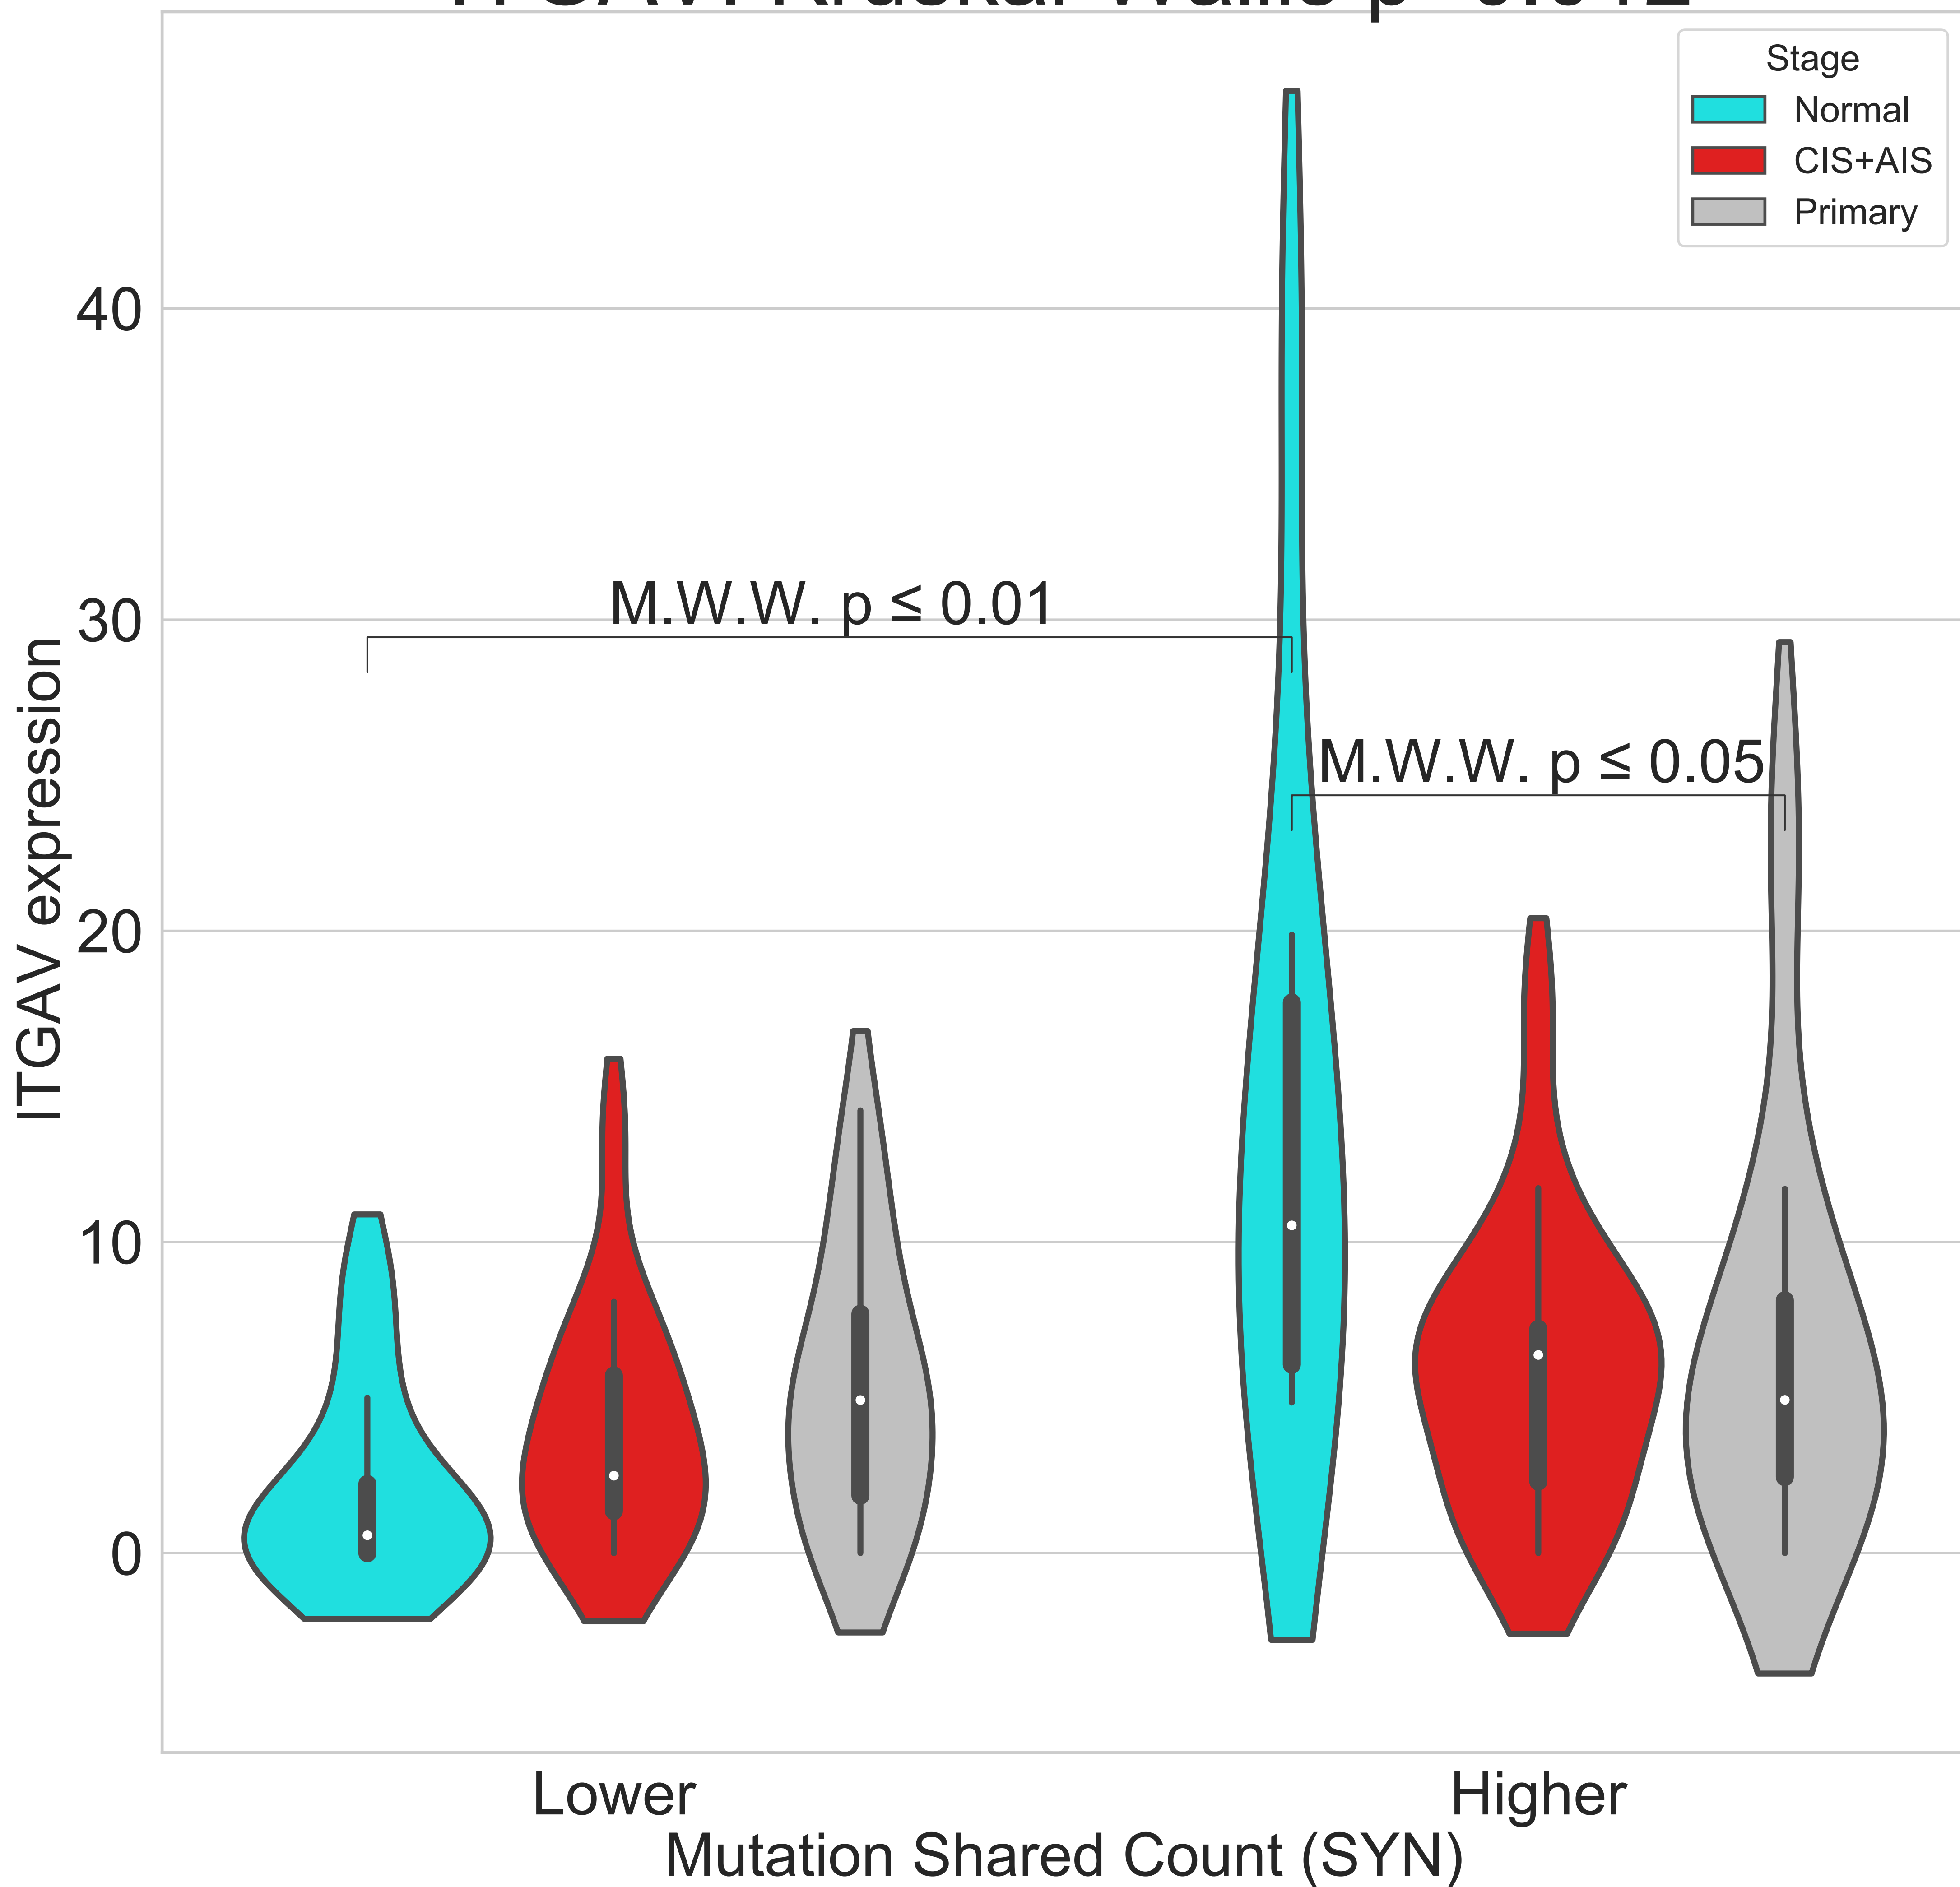 Stage
Normal
CIS+AIS
Primary
40
30
20
10
0
ITGAV expression
M.W.W. p ≤ 0.01
M.W.W. p ≤ 0.05
Lower
Higher
Mutation Shared Count (SYN)